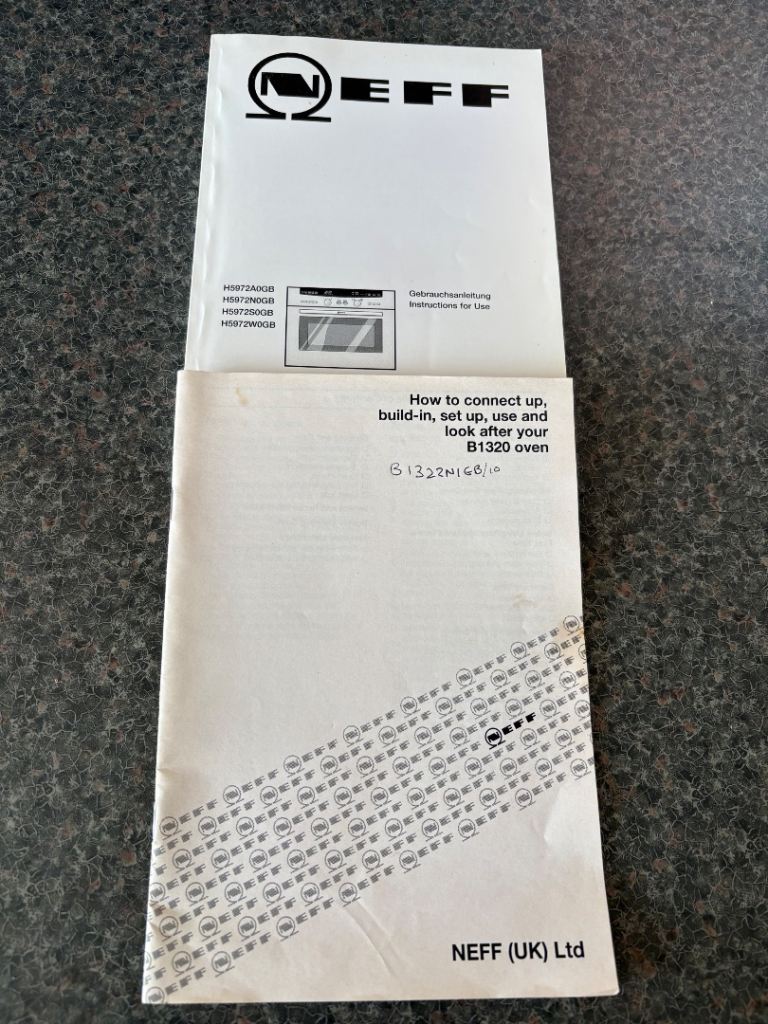 NEFF
H5972A0GB
H5972N0GB
H5972S0GB
H5972W0GB
Gebrauchsanleitung
Instructions for Use
How to connect up,
build-in, set up, use and
look after your
B1320 oven
B1322N1GB/10
NEFF
NEFF (UK) Ltd